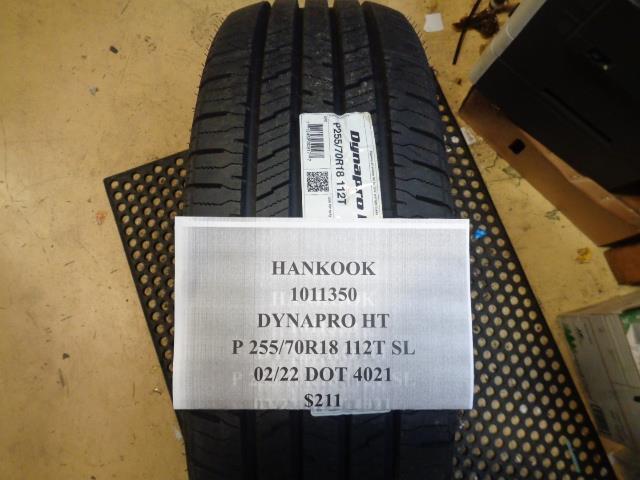 Dynapro
P255/70R18 112T
HANKOOK
1011350
DYNAPRO HT
P 255/70R18 112T SL
02/22 DOT 4021
$211